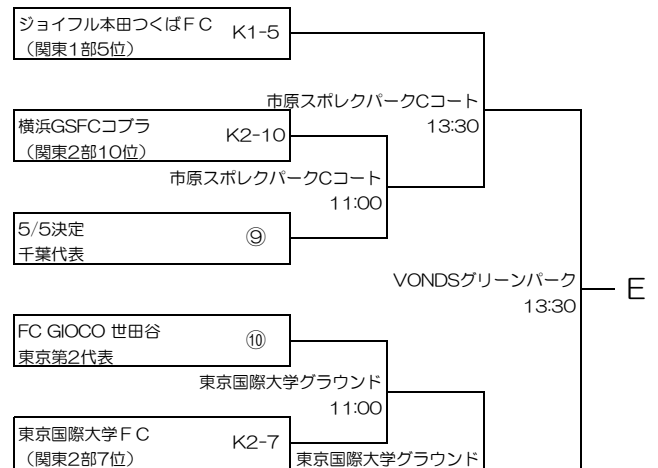 ジョイフル本田つくばＦＣ K1-5
（関東1部5位）
市原スポレクパークCコート
13:30
横浜GSFCコブラ K2-10
（関東2部10位）
市原スポレクパークCコート
11:00
5/5決定 ⑨
千葉代表
VONDSグリーンパーク
13:30
E
FC GIOCO 世田谷 ⑩
東京第2代表
東京国際大学グラウンド
11:00
東京国際大学ＦＣ K2-7
（関東2部7位）
東京国際大学グラウンド